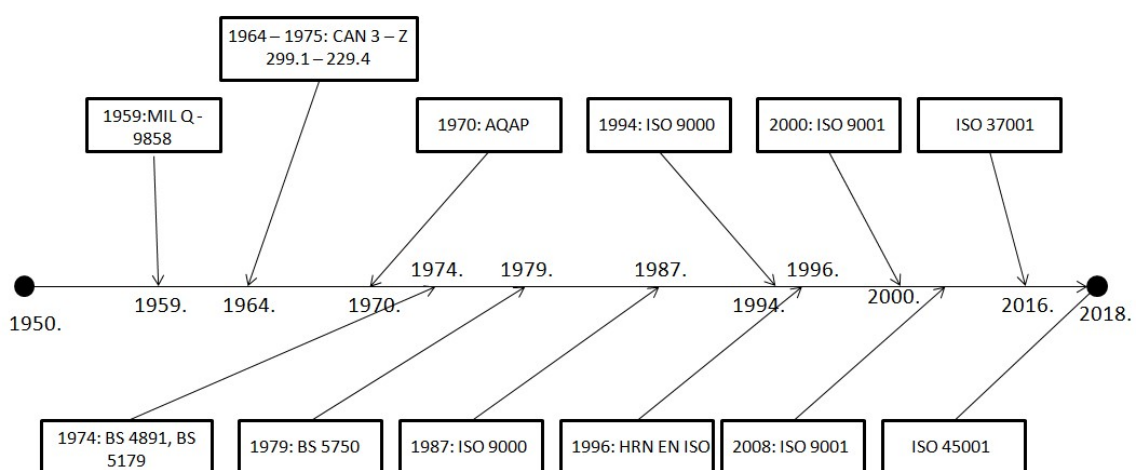 1964 – 1975: CAN 3 – Z
299.1 – 229.4
1959:MIL Q -
9858
1970: AQAP
1994: ISO 9000
2000: ISO 9001
ISO 37001
1974.
1979.
1987.
1996.
1950.
1959.
1964.
1970.
1994.
2000.
2016.
2018.
1974: BS 4891, BS
5179
1979: BS 5750
1987: ISO 9000
1996: HRN EN ISO
2008: ISO 9001
ISO 45001